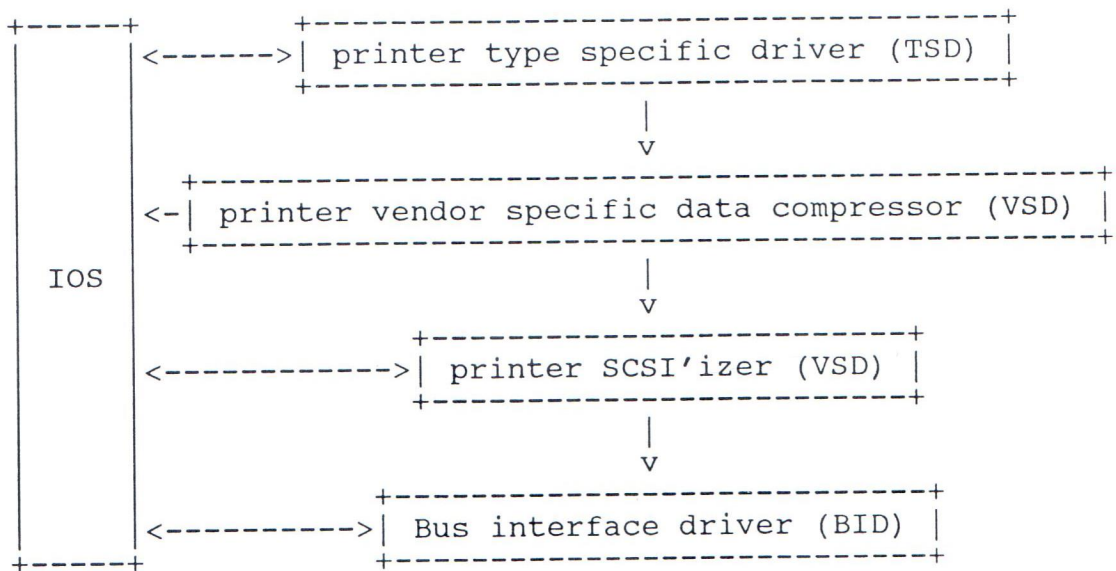 printer type specific driver (TSD)
v
printer vendor specific data compressor (VSD)
IOS
v
printer SCSI'izer (VSD)
v
Bus interface driver (BID)